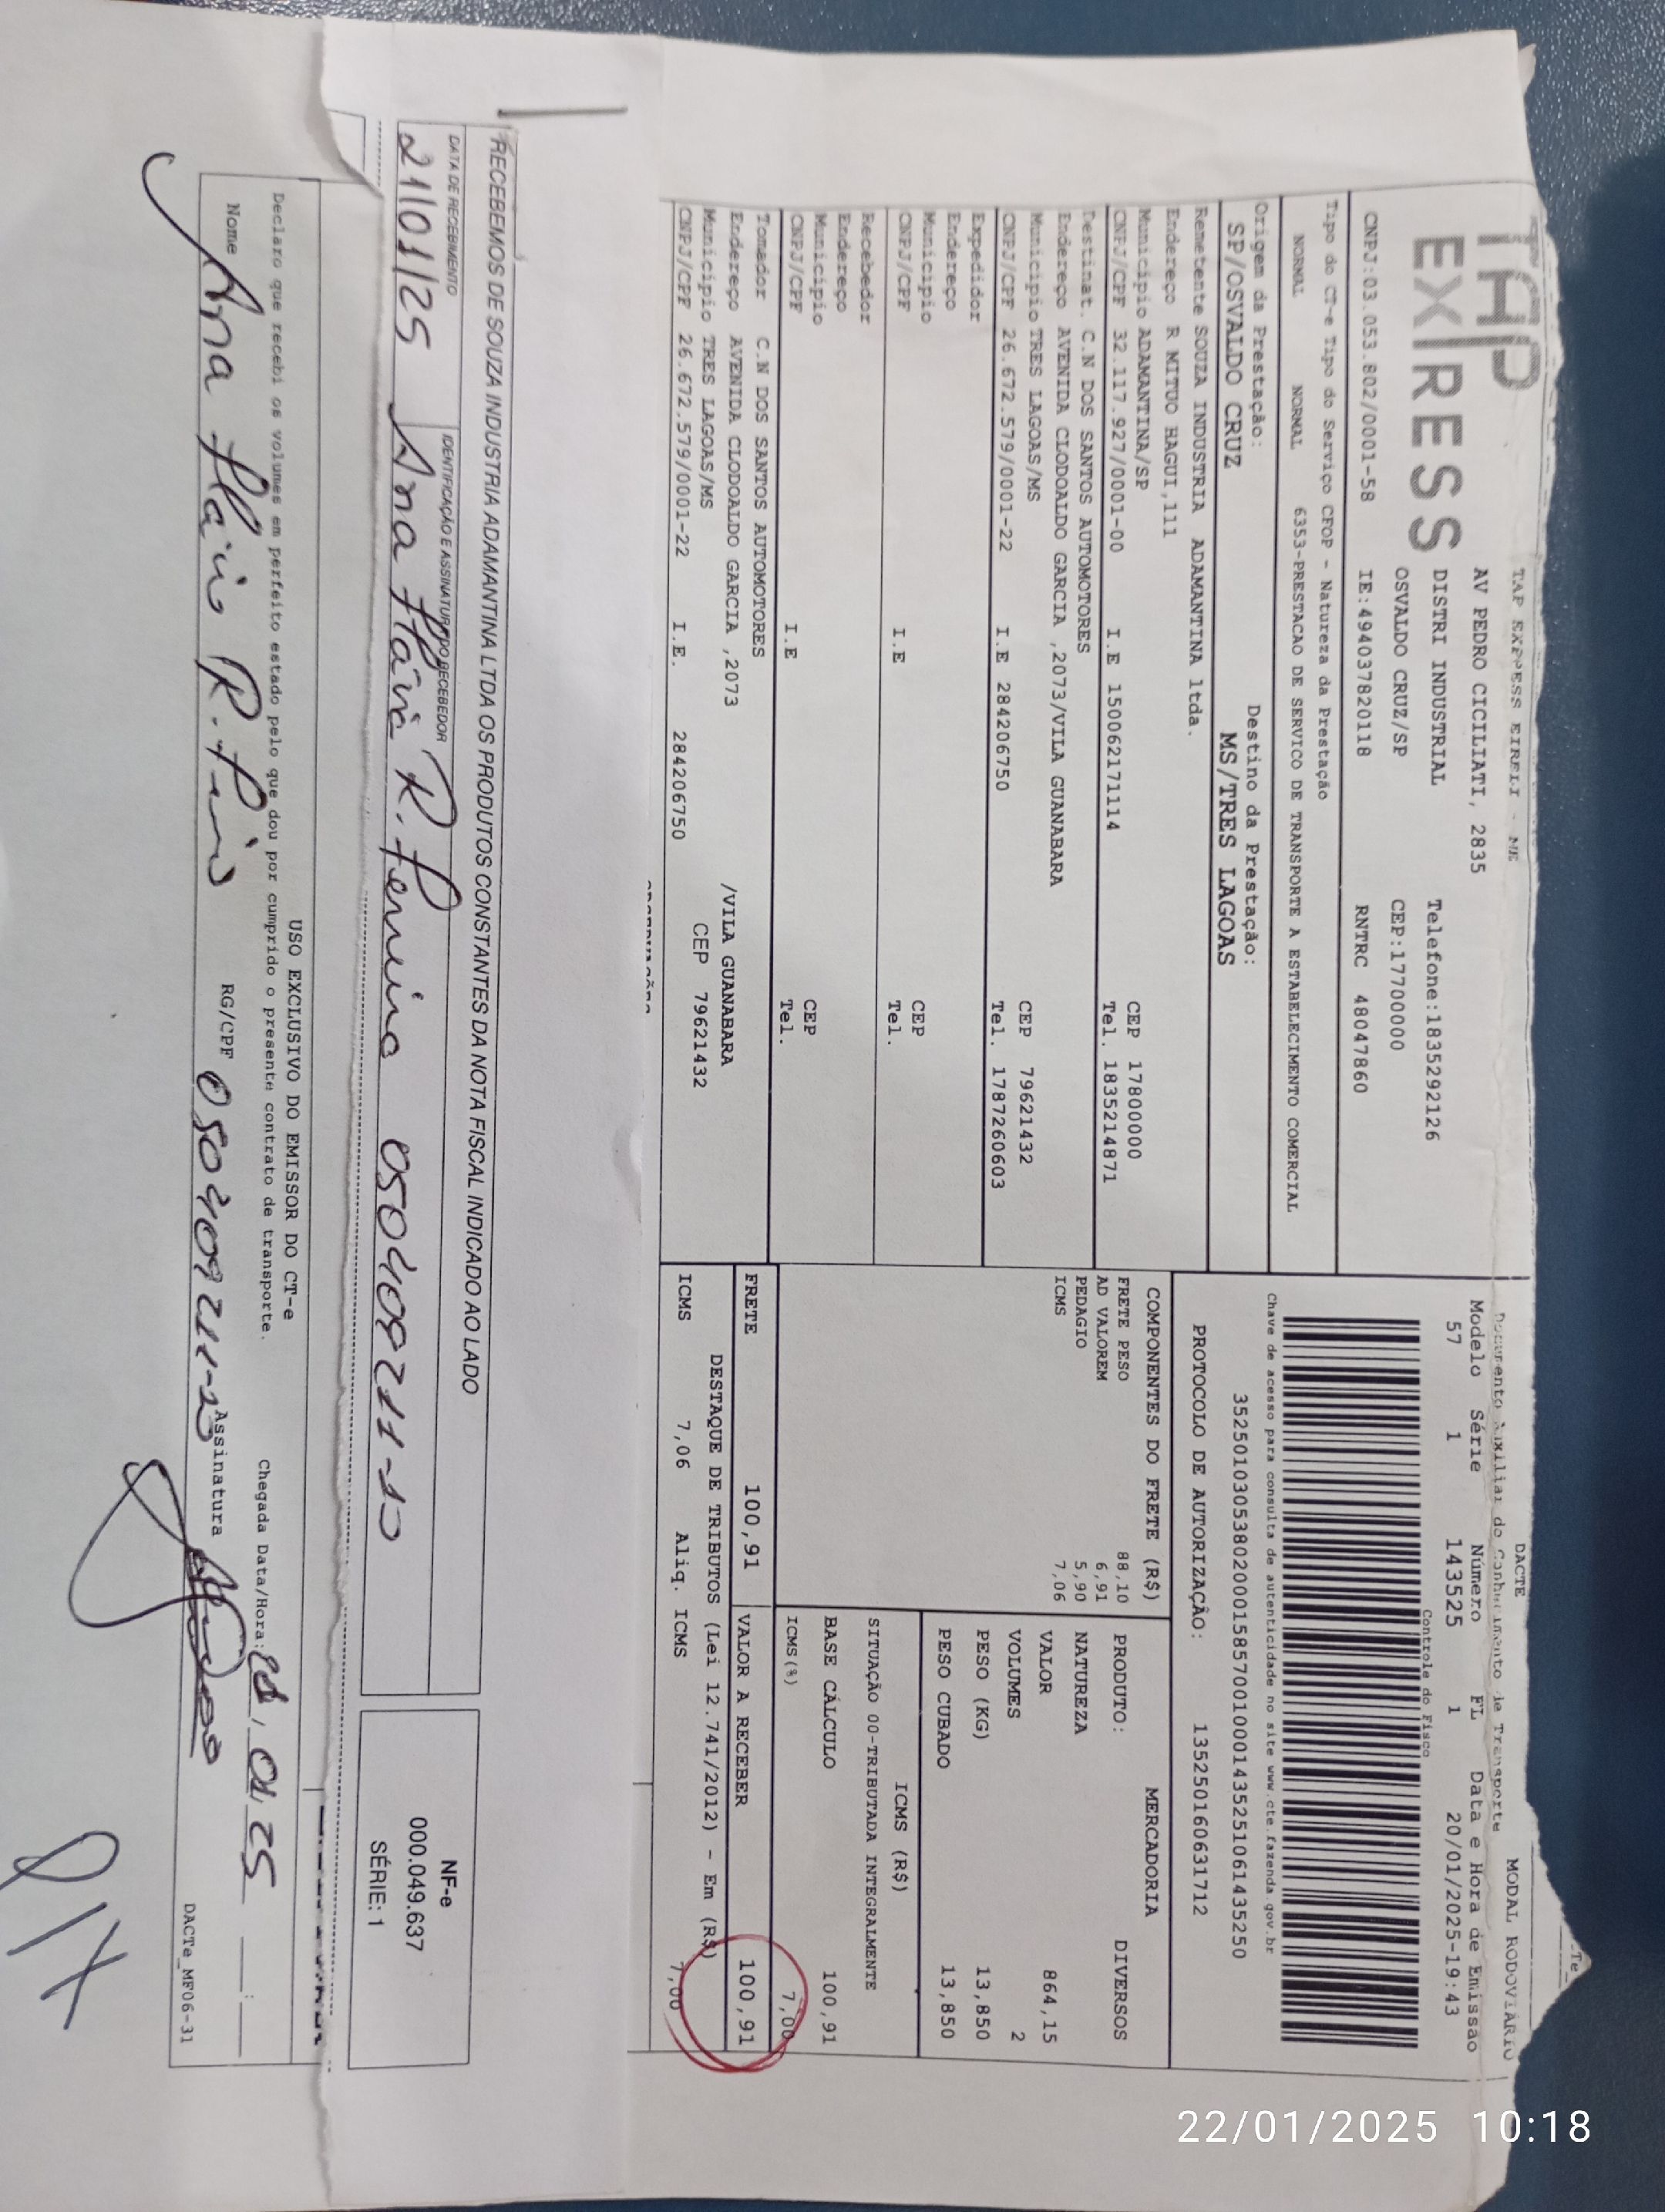 TAP EXPRESS
TAP EXPRESS EIRELI - ME
AV PEDRO CICILIATI, 2835
DISTRI INDUSTRIAL Telefone:1835292126
OSVALDO CRUZ/SP CEP:17700000
CNPJ:03.053.802/0001-58 IE:494037820118 RNTRC 48047860
DACTE
Documento Auxiliar do Conhecimento de Transporte
MODAL RODOVIÁRIO
Modelo Série Número FL Data e Hora de Emissão
57 1 143525 1 20/01/2025-19:43
Controle do Fisco
Chave de acesso para consulta de autenticidade no site www.cte.fazenda.gov.br
35250103053802000158570010001435251061435250
PROTOCOLO DE AUTORIZAÇÃO: 135250160631712
Tipo do CT-e Tipo do Serviço CFOP - Natureza da Prestação
NORMAL NORMAL 6353-PRESTACAO DE SERVICO DE TRANSPORTE A ESTABELECIMENTO COMERCIAL
Origem da Prestação: Destino da Prestação:
SP/OSVALDO CRUZ MS/TRES LAGOAS
Remetente SOUZA INDUSTRIA ADAMANTINA ltda.
Endereço R MITUO HAGUI,111
Município ADAMANTINA/SP CEP 17800000
CNPJ/CPF 32.117.927/0001-00 I.E 150062171114 Tel. 1835214871
Destinat. C.N DOS SANTOS AUTOMOTORES
Endereço AVENIDA CLODOALDO GARCIA ,2073/VILA GUANABARA
Município TRES LAGOAS/MS CEP 79621432
CNPJ/CPF 26.672.579/0001-22 I.E 284206750 Tel. 1787260603
Expedidor
Endereço
Município CEP
CNPJ/CPF I.E Tel.
Recebedor
Endereço
Município CEP
CNPJ/CPF I.E Tel.
Tomador C.N DOS SANTOS AUTOMOTORES
Endereço AVENIDA CLODOALDO GARCIA ,2073 /VILA GUANABARA
Município TRES LAGOAS/MS CEP 79621432
CNPJ/CPF 26.672.579/0001-22 I.E. 284206750
COMPONENTES DO FRETE (R$)
FRETE PESO 88,10
AD VALOREM 6,91
PEDAGIO 5,90
ICMS 7,06
MERCADORIA
PRODUTO: DIVERSOS
NATUREZA
VALOR 864,15
VOLUMES 2
PESO (KG) 13,850
PESO CUBADO 13,850
ICMS (R$)
SITUAÇÃO 00-TRIBUTADA INTEGRALMENTE
BASE CÁLCULO 100,91
ICMS(%) 7,00
FRETE 100,91 VALOR A RECEBER 100,91
DESTAQUE DE TRIBUTOS (Lei 12.741/2012) - Em (R$)
ICMS 7,06 Aliq. ICMS 7,00
RECEBEMOS DE SOUZA INDUSTRIA ADAMANTINA LTDA OS PRODUTOS CONSTANTES DA NOTA FISCAL INDICADO AO LADO
DATA DE RECEBIMENTO IDENTIFICAÇÃO E ASSINATURA DO RECEBEDOR
21/01/25 Ana Flávia R.
NF-e
000.049.637
SÉRIE: 1
USO EXCLUSIVO DO EMISSOR DO CT-e
Declaro que recebi os volumes em perfeito estado pelo que dou por cumprido o presente contrato de transporte.
Chegada Data/Hora:
Nome Ana Flávia R. RG/CPF Assinatura
DACTe_MF06-31
PIX
22/01/2025 10:18